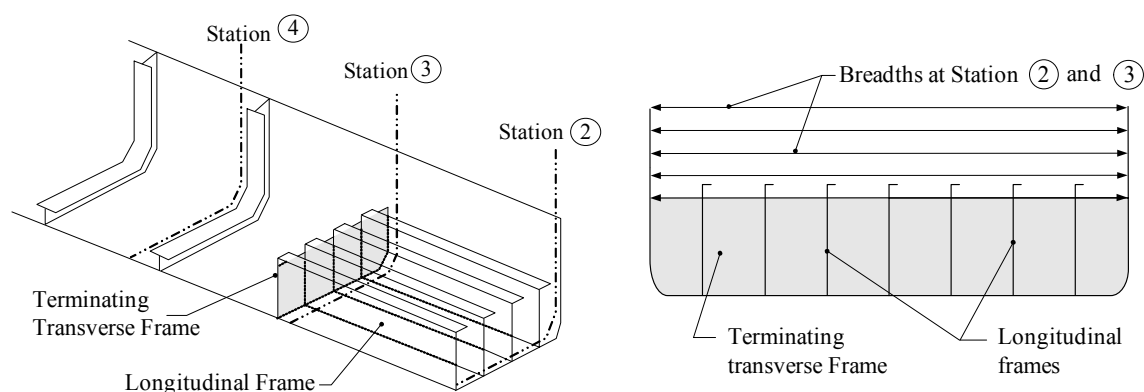 Station 4
Station 3
Station 2
Terminating
Transverse Frame
Longitudinal Frame
Breadths at Station 2 and 3
Terminating
transverse Frame
Longitudinal
frames